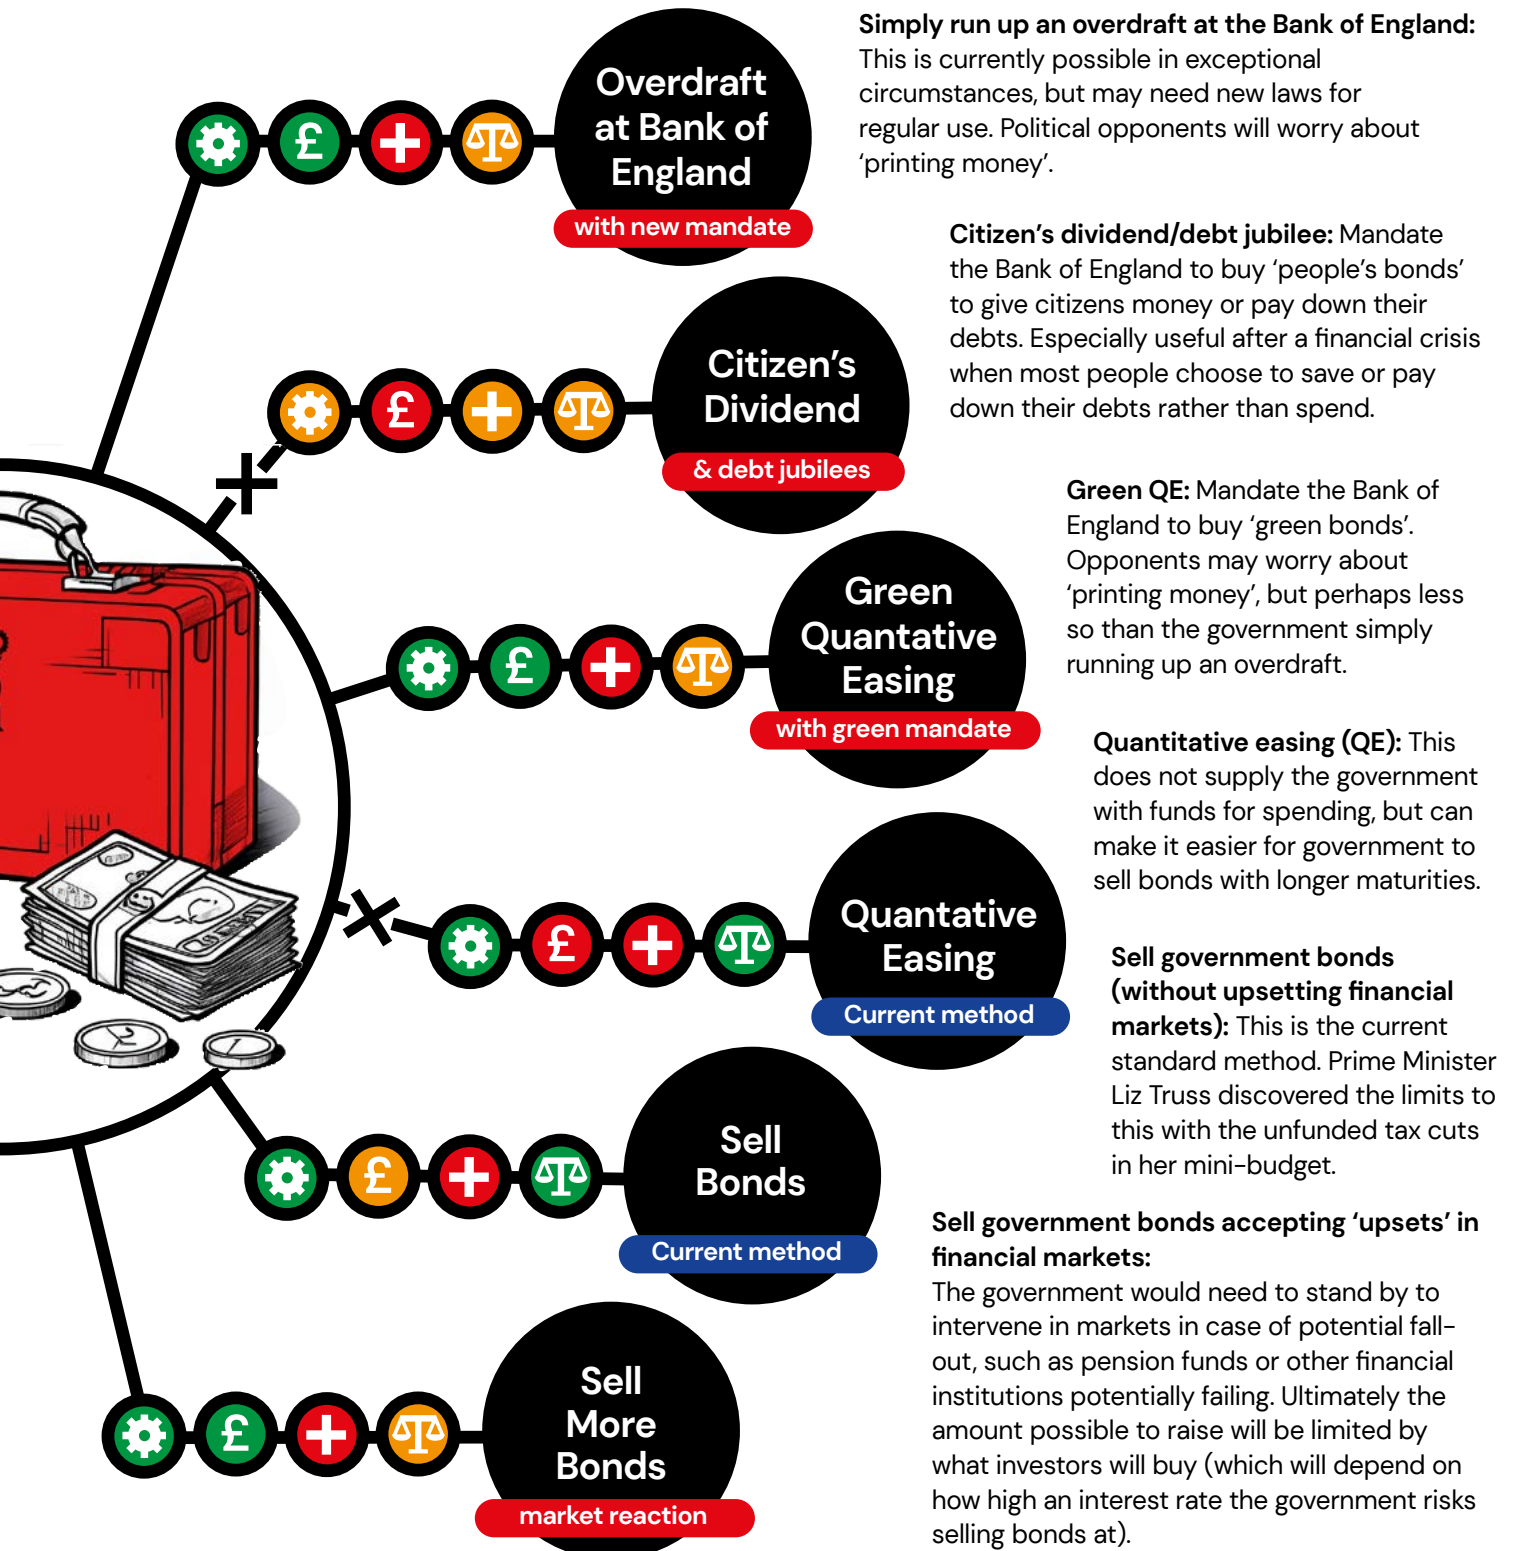 Overdraft
at Bank of
England
with new mandate
Simply run up an overdraft at the Bank of England:
This is currently possible in exceptional
circumstances, but may need new laws for
regular use. Political opponents will worry about
‘printing money’.
Citizen’s
Dividend
& debt jubilees
Citizen’s dividend/debt jubilee: Mandate
the Bank of England to buy ‘people’s bonds’
to give citizens money or pay down their
debts. Especially useful after a financial crisis
when most people choose to save or pay
down their debts rather than spend.
Green
Quantative
Easing
with green mandate
Green QE: Mandate the Bank of
England to buy ‘green bonds’.
Opponents may worry about
‘printing money’, but perhaps less
so than the government simply
running up an overdraft.
Quantative
Easing
Current method
Quantitative easing (QE): This
does not supply the government
with funds for spending, but can
make it easier for government to
sell bonds with longer maturities.
Sell
Bonds
Current method
Sell government bonds
(without upsetting financial
markets): This is the current
standard method. Prime Minister
Liz Truss discovered the limits to
this with the unfunded tax cuts
in her mini-budget.
Sell
More
Bonds
market reaction
Sell government bonds accepting ‘upsets’ in
financial markets:
The government would need to stand by to
intervene in markets in case of potential fall-
out, such as pension funds or other financial
institutions potentially failing. Ultimately the
amount possible to raise will be limited by
what investors will buy (which will depend on
how high an interest rate the government risks
selling bonds at).